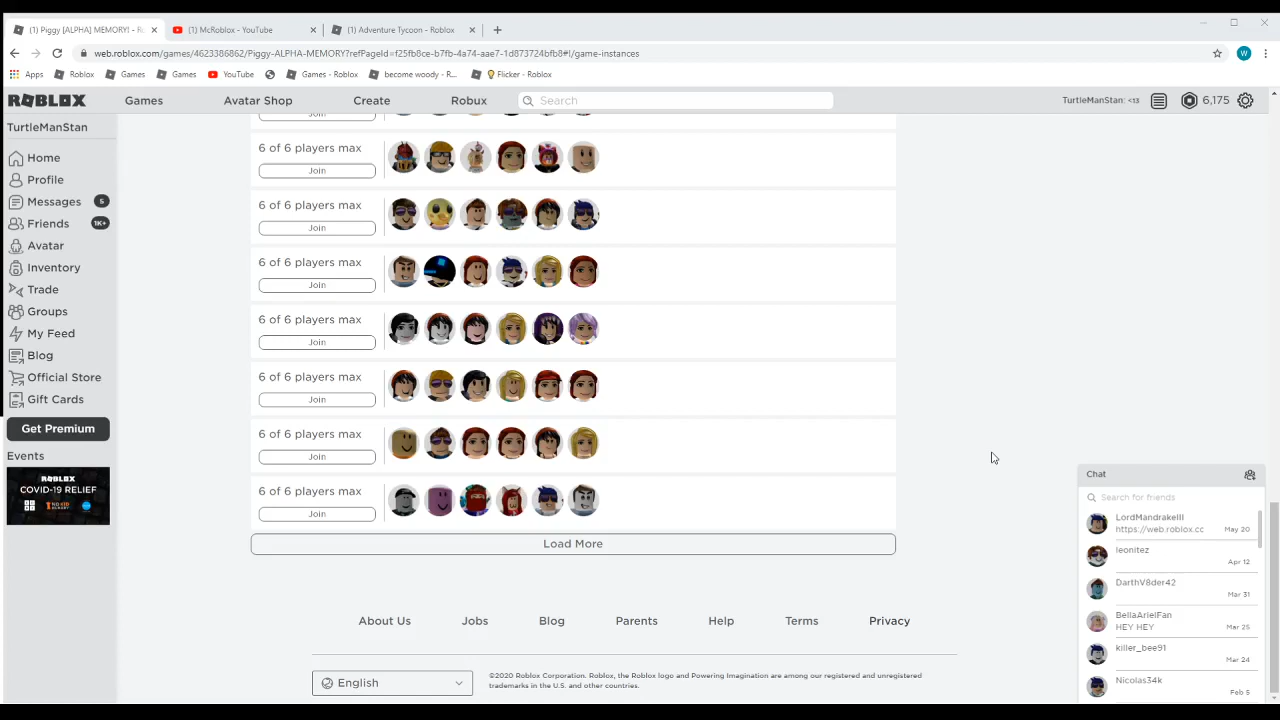 (1) Piggy [ALPHA] MEMORY! - Ro
(1) McRoblox - YouTube
(1) Adventure Tycoon - Roblox
web.roblox.com/games/4623386862/Piggy-ALPHA-MEMORY?refPageId=f25fb8ce-b7fb-4a74-aae7-1d873724bfb8#!/game-instances
W
Apps
Roblox
Games
Games
YouTube
Games - Roblox
become woody - R...
Flicker - Roblox
ROBLOX
Games
Avatar Shop
Create
Robux
Search
TurtleManStan: <13
6,175
TurtleManStan
Home
Profile
Messages 5
Friends 1K+
Avatar
Inventory
Trade
Groups
My Feed
Blog
Official Store
Gift Cards
Get Premium
Events
ROBLOX
COVID-19 RELIEF
Join
6 of 6 players max
Join
6 of 6 players max
Join
6 of 6 players max
Join
6 of 6 players max
Join
6 of 6 players max
Join
6 of 6 players max
Join
6 of 6 players max
Join
Load More
About Us
Jobs
Blog
Parents
Help
Terms
Privacy
English
©2020 Roblox Corporation. Roblox, the Roblox logo and Powering Imagination are among our registered and unregistered
trademarks in the U.S. and other countries.
Chat
Search for friends
LordMandrakeIII
https://web.roblox.cc May 20
leonitez
Apr 12
DarthV8der42
Mar 31
BellaArielFan
HEY HEY Mar 25
killer_bee91
Mar 24
Nicolas34k
Feb 5